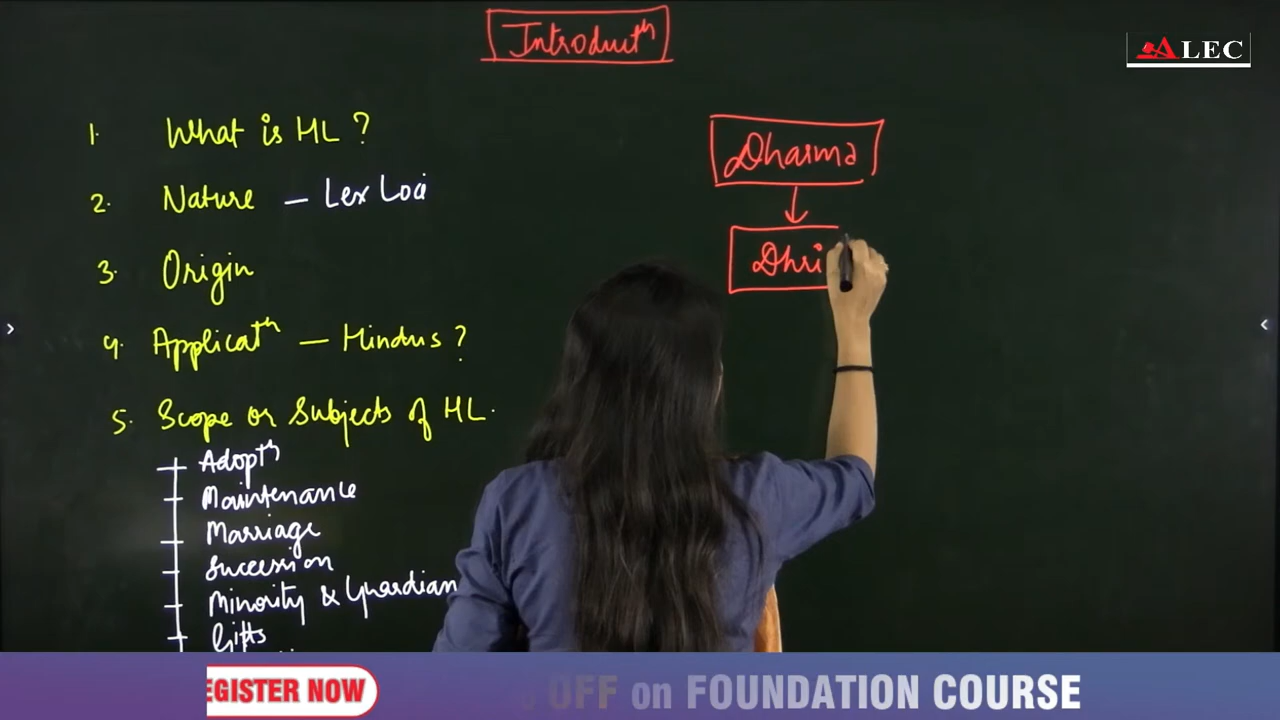 Introductn
ALEC
1. What is HL ?
2. Nature — Lex Loci
3. Origin
4. Applicatn — Hindus ?
5. Scope or Subjects of HL.
Adoptn
Maintenance
Marriage
Succession
Minority & Guardian
Gifts
Dharma
Dhri
EGISTER NOW
OFF on FOUNDATION COURSE